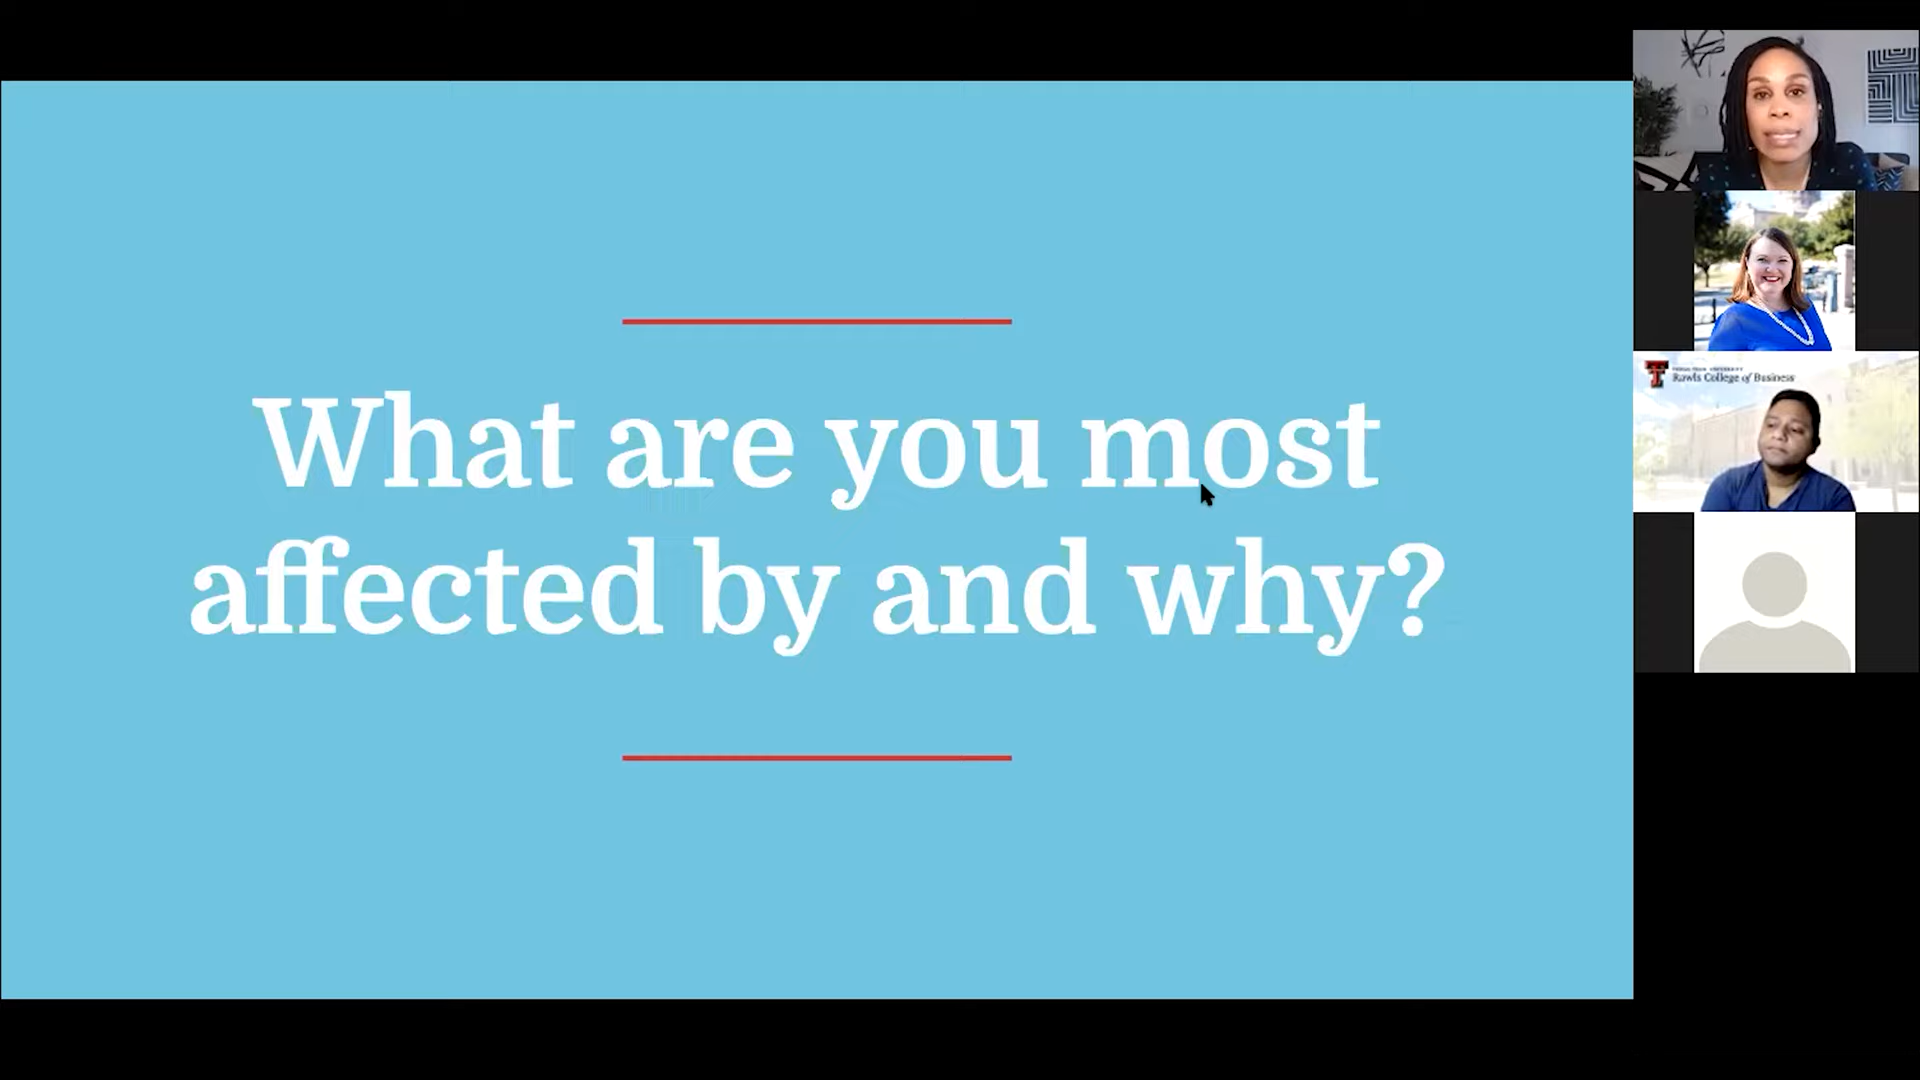 What are you most
affected by and why?
Rawls College of Business